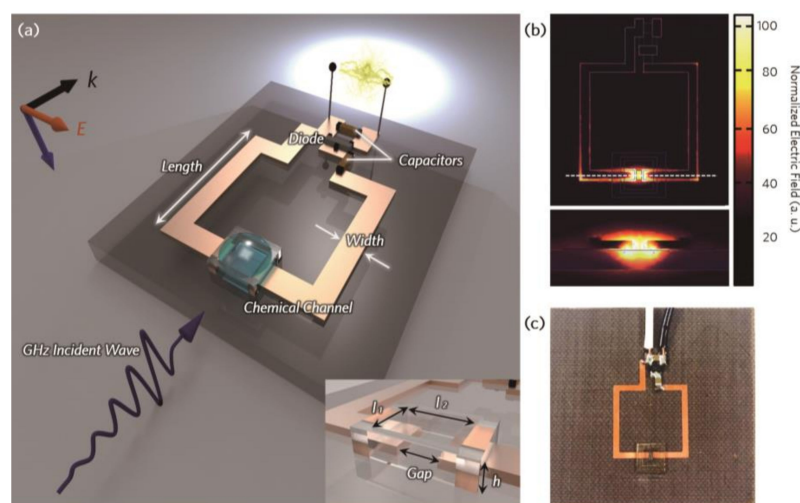 (a)
k
E
Length
Diode
Capacitors
Width
Chemical Channel
GHz Incident Wave
l₁
l₂
Gap
h
(b)
100
80
60
40
20
Normalized Electric Field (a. u.)
(c)